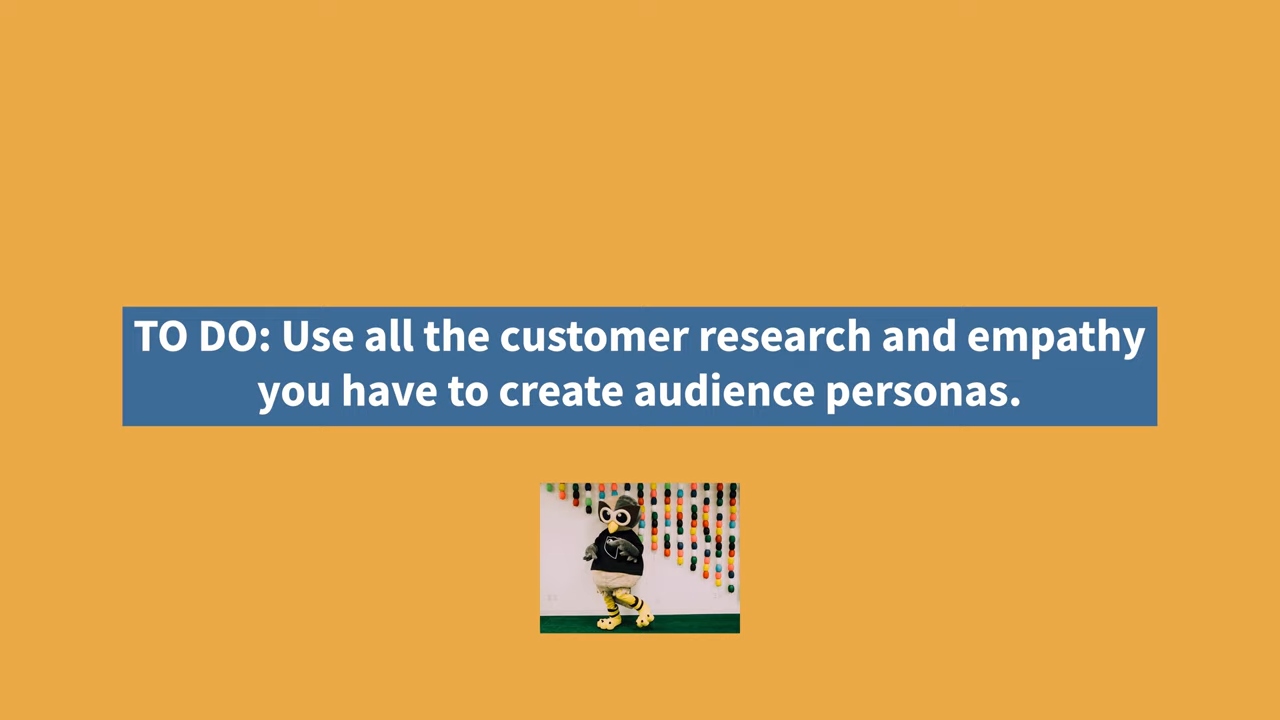 TO DO: Use all the customer research and empathy
you have to create audience personas.